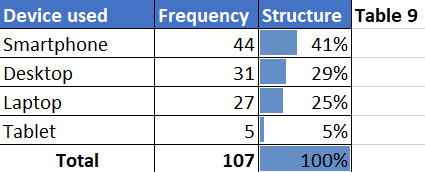 Device used Frequency Structure Table 9
Smartphone 44 41%
Desktop 31 29%
Laptop 27 25%
Tablet 5 5%
Total 107 100%